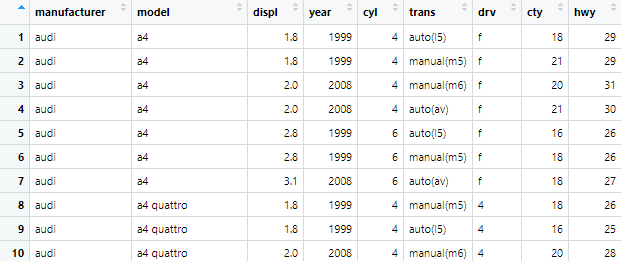 manufacturer model displ year cyl trans drv cty hwy
1 audi a4 1.8 1999 4 auto(l5) f 18 29
2 audi a4 1.8 1999 4 manual(m5) f 21 29
3 audi a4 2.0 2008 4 manual(m6) f 20 31
4 audi a4 2.0 2008 4 auto(av) f 21 30
5 audi a4 2.8 1999 6 auto(l5) f 16 26
6 audi a4 2.8 1999 6 manual(m5) f 18 26
7 audi a4 3.1 2008 6 auto(av) f 18 27
8 audi a4 quattro 1.8 1999 4 manual(m5) 4 18 26
9 audi a4 quattro 1.8 1999 4 auto(l5) 4 16 25
10 audi a4 quattro 2.0 2008 4 manual(m6) 4 20 28